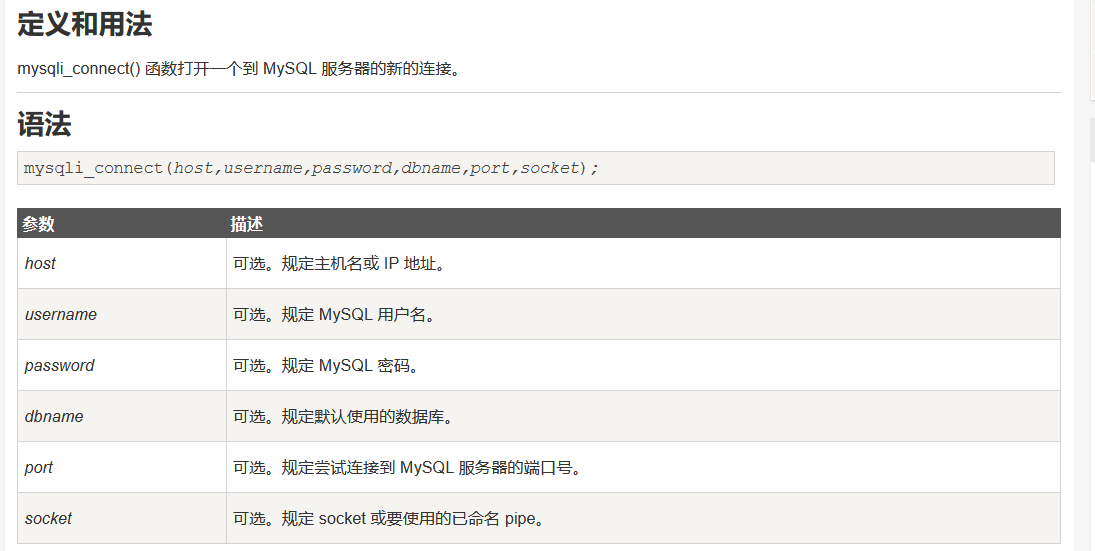 定义和用法
mysqli_connect() 函数打开一个到 MySQL 服务器的新的连接。
语法
mysqli_connect(host,username,password,dbname,port,socket);
参数 描述
host 可选。规定主机名或 IP 地址。
username 可选。规定 MySQL 用户名。
password 可选。规定 MySQL 密码。
dbname 可选。规定默认使用的数据库。
port 可选。规定尝试连接到 MySQL 服务器的端口号。
socket 可选。规定 socket 或要使用的已命名 pipe。